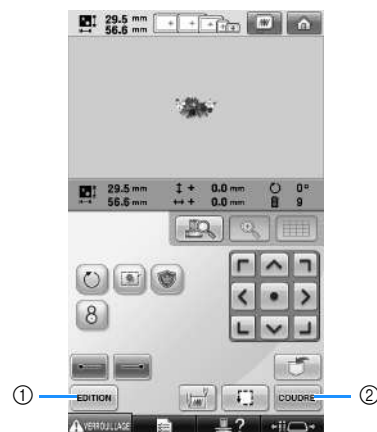 29.5 mm
56.6 mm
29.5 mm + 0.0 mm 0°
56.6 mm + 0.0 mm 9
8
① EDITION COUDRE ②
VERROUILLAGE ?